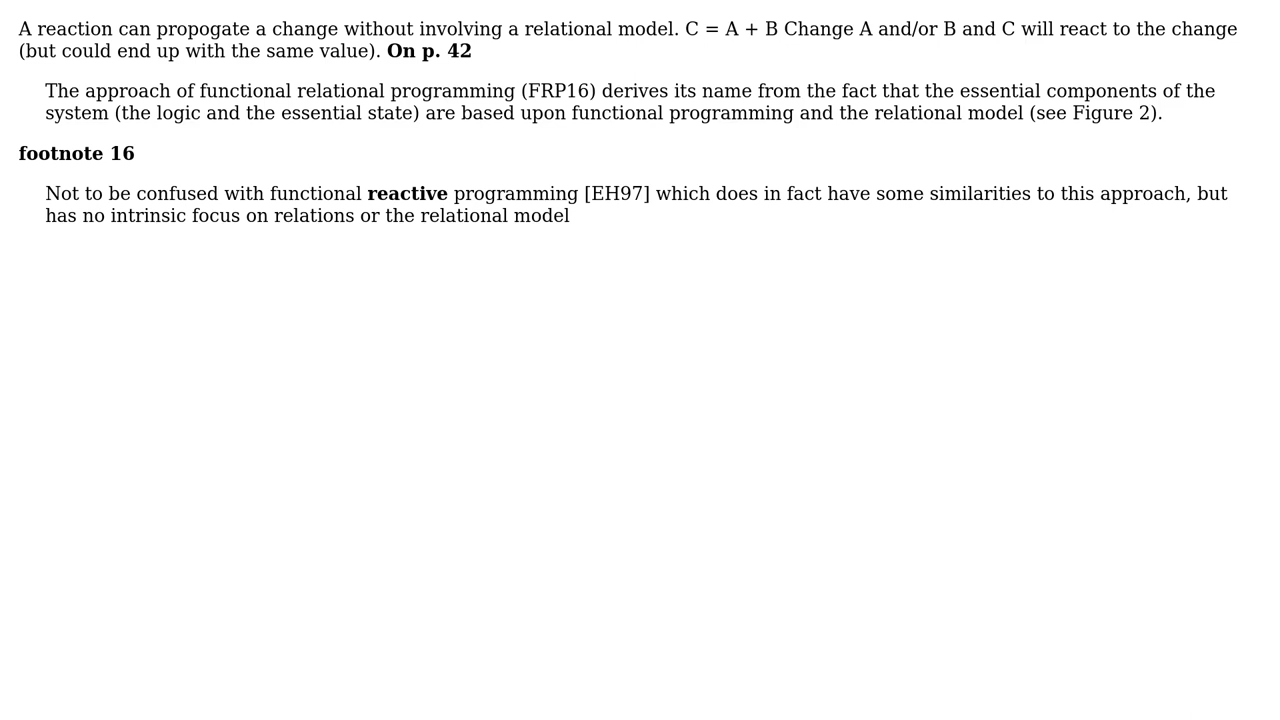 A reaction can propogate a change without involving a relational model. C = A + B Change A and/or B and C will react to the change
(but could end up with the same value). On p. 42
The approach of functional relational programming (FRP16) derives its name from the fact that the essential components of the
system (the logic and the essential state) are based upon functional programming and the relational model (see Figure 2).
footnote 16
Not to be confused with functional reactive programming [EH97] which does in fact have some similarities to this approach, but
has no intrinsic focus on relations or the relational model